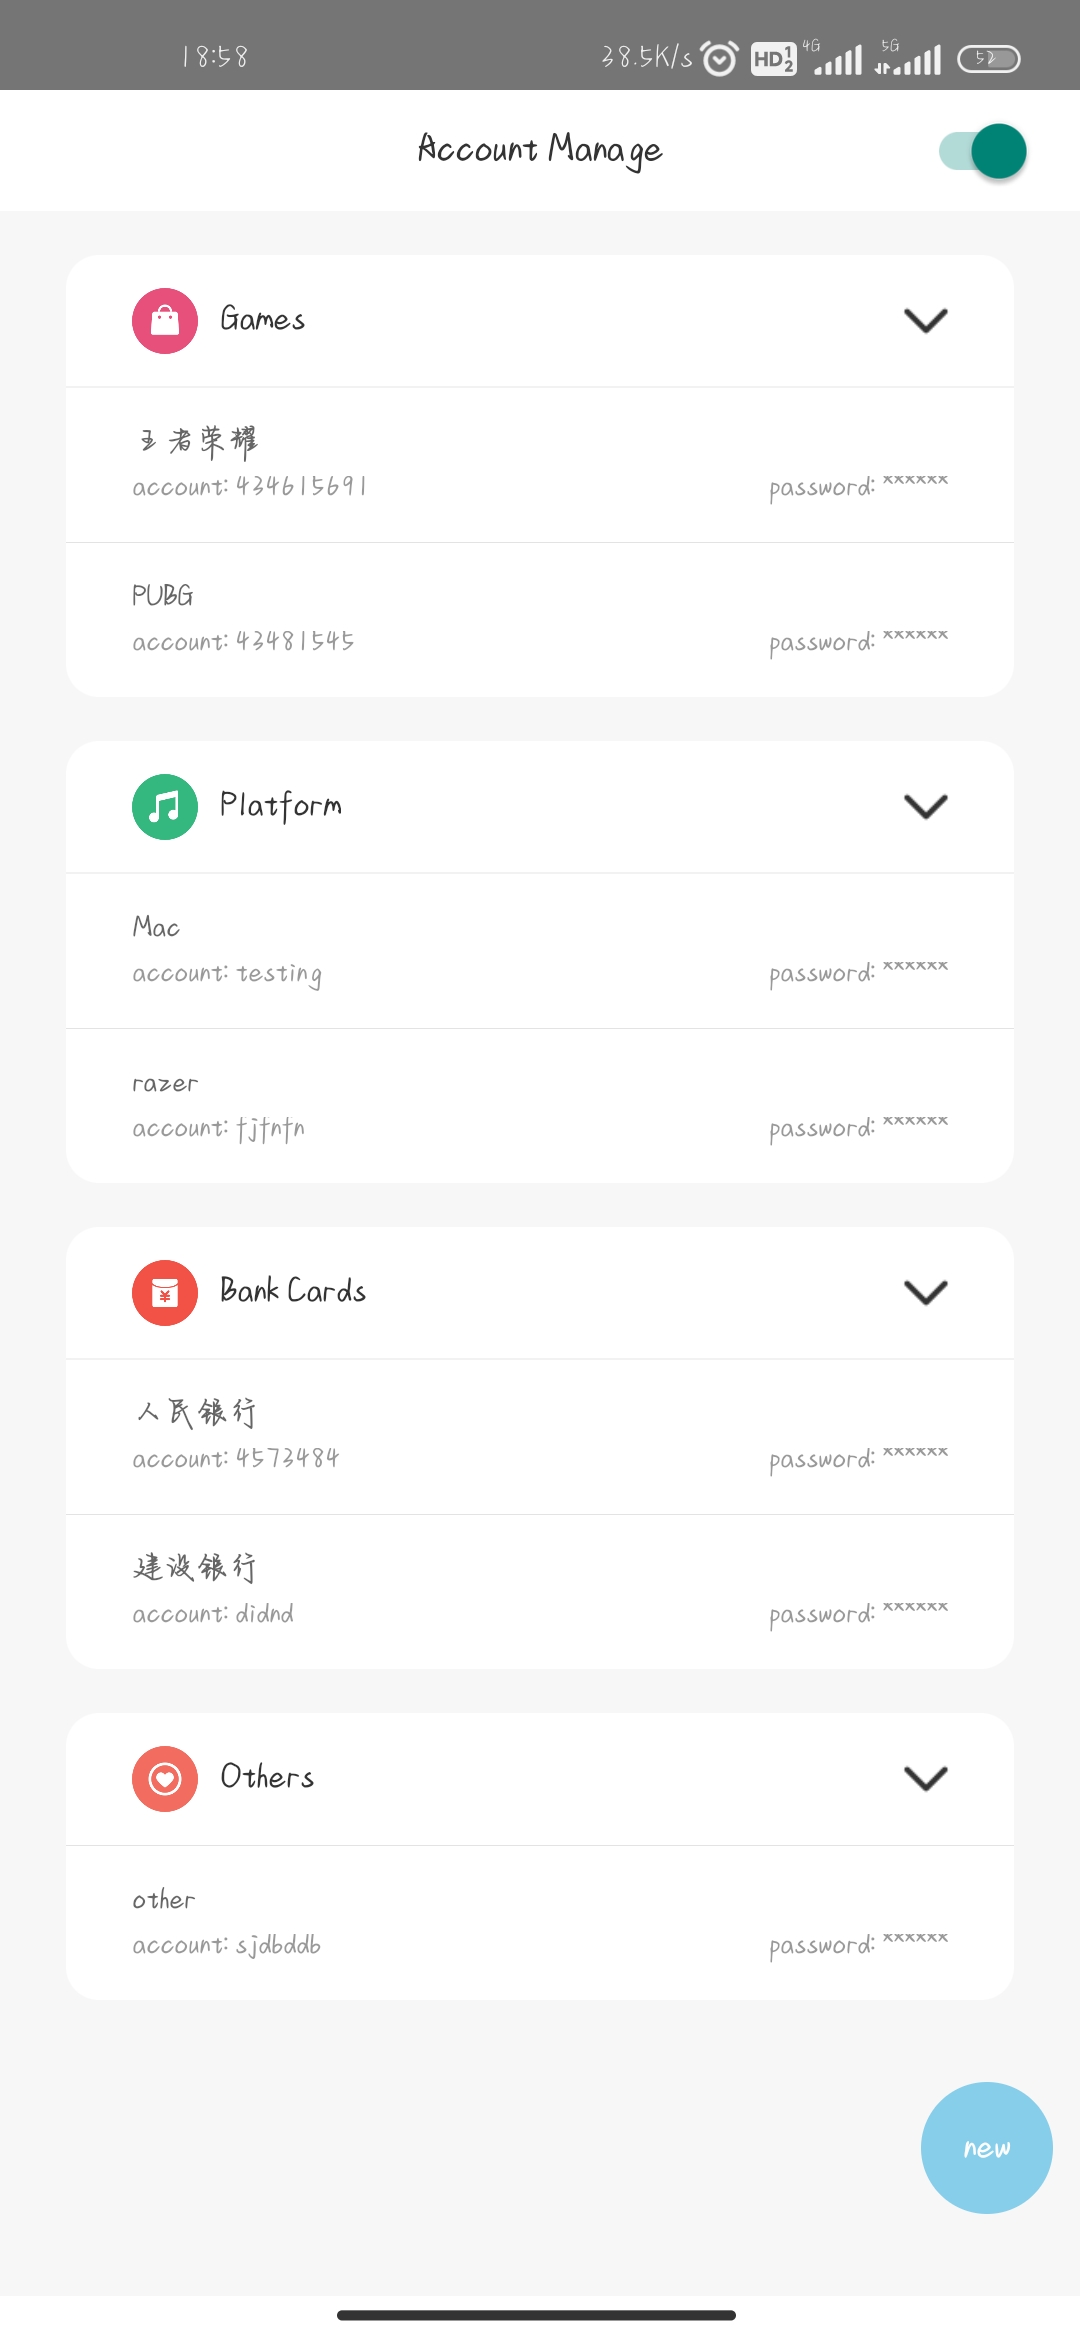 18:58 38.5K/s HD 1 2 4G 5G 52
Account Manage
Games
王者荣耀
account: 434615691 password: ******
PUBG
account: 43481545 password: ******
Platform
Mac
account: testing password: ******
razer
account: fjfnfn password: ******
Bank Cards
人民银行
account: 4573484 password: ******
建设银行
account: didnd password: ******
Others
other
account: sjdbddb password: ******
new